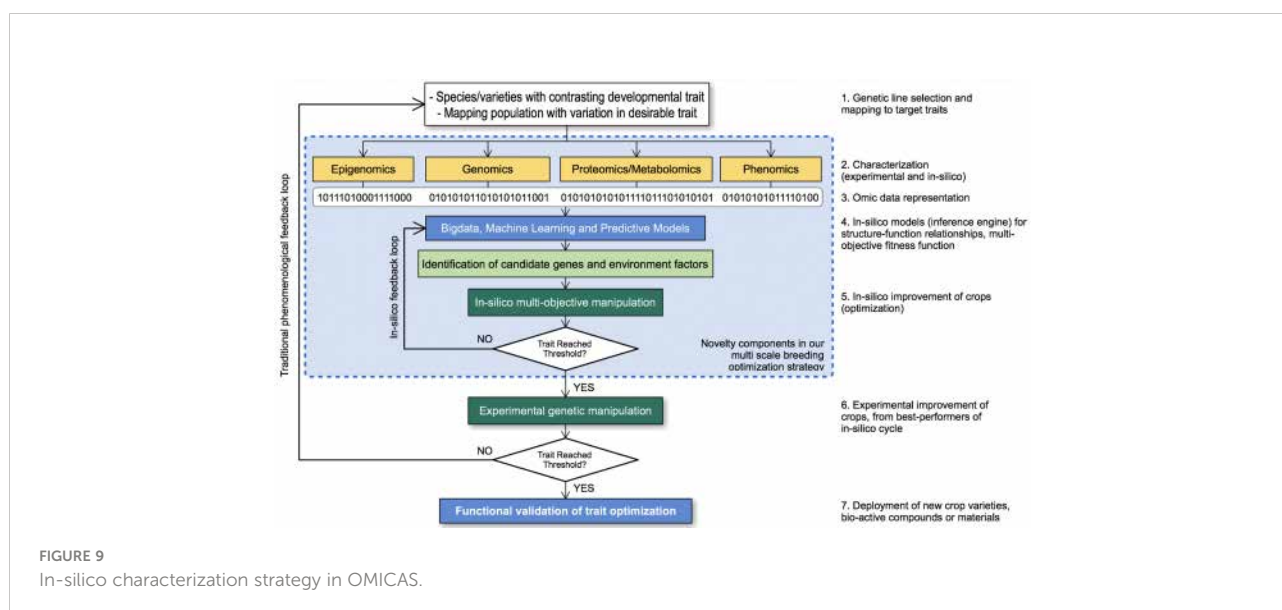 - Species/varieties with contrasting developmental trait
- Mapping population with variation in desirable trait
1. Genetic line selection and
mapping to target traits
Traditional phenomenological feedback loop
Epigenomics
Genomics
Proteomics/Metabolomics
Phenomics
2. Characterization
(experimental and in-silico)
101110100001111000
010101011010101011001
010101010101111011101010101
01010101011110100
3. Omic data representation
Bigdata, Machine Learning and Predictive Models
4. In-silico models (inference engine) for
structure-function relationships, multi-
objective fitness function
In-silico feedback loop
Identification of candidate genes and environment factors
In-silico multi-objective manipulation
5. In-silico improvement of crops
(optimization)
NO
Trait Reached
Threshold?
Novelty components in our
multi scale breeding
optimization strategy
YES
Experimental genetic manipulation
6. Experimental improvement of
crops, from best-performers of
in-silico cycle
NO
Trait Reached
Threshold?
YES
Functional validation of trait optimization
7. Deployment of new crop varieties,
bio-active compounds or materials
FIGURE 9
In-silico characterization strategy in OMICAS.